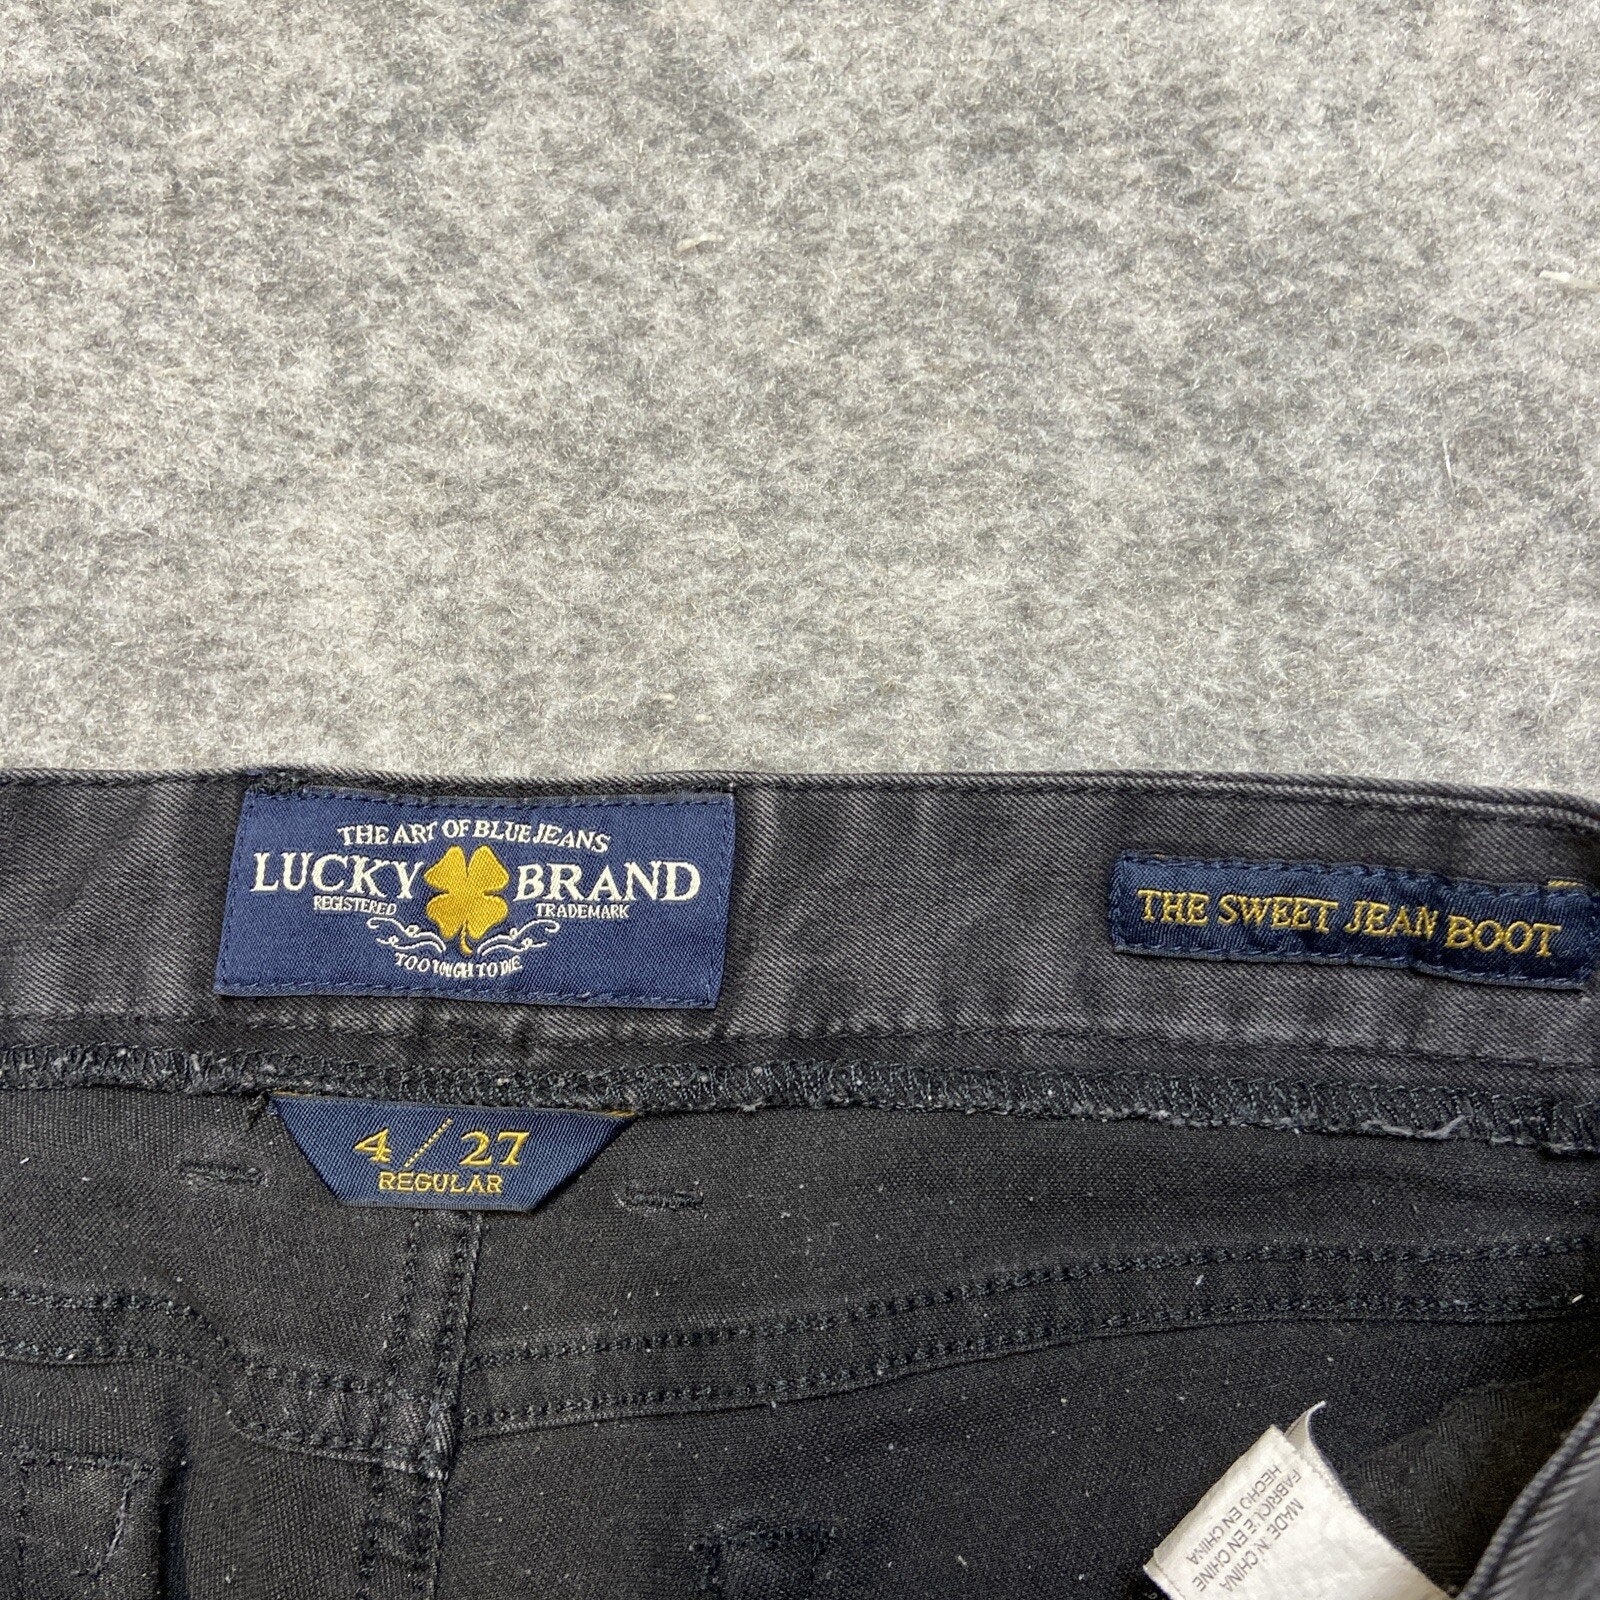 THE ART OF BLUE JEANS
LUCKY BRAND
REGISTERED TRADEMARK
TOO TOUGH TO DIE.
THE SWEET JEAN BOOT
4/27
REGULAR
MADE IN CHINA
FABRIQUÉ EN CHINE
HECHO EN CHINA